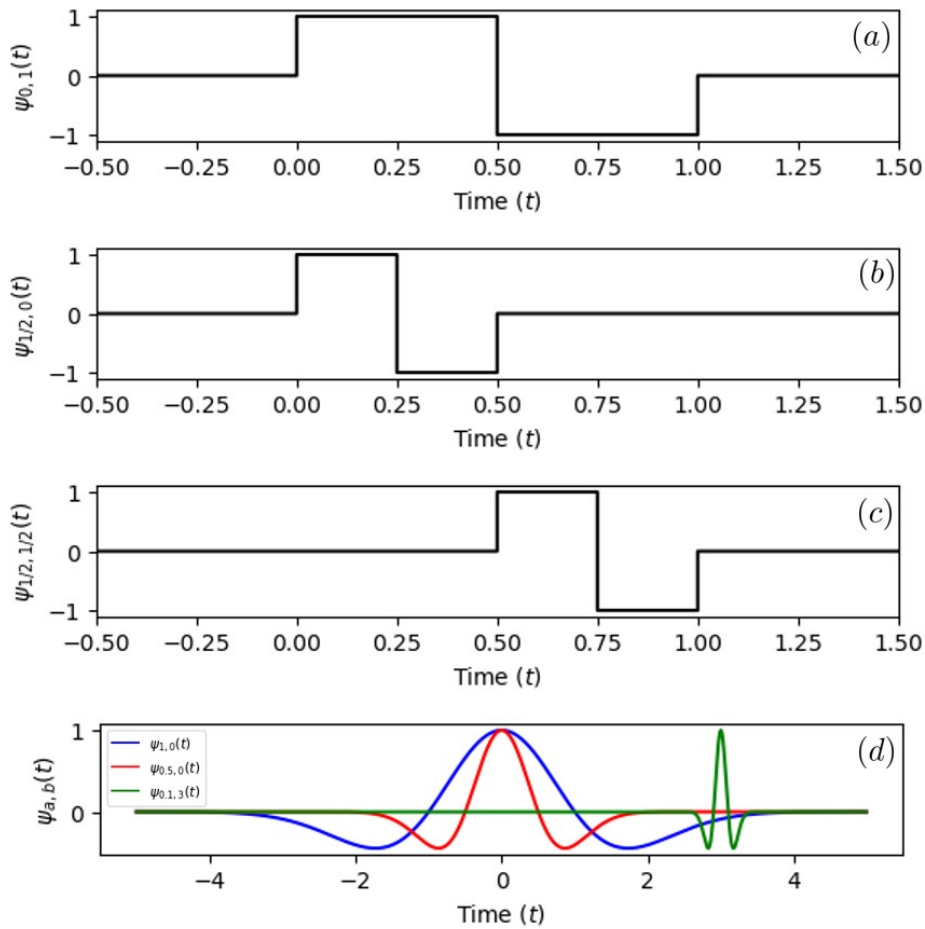 (a)
ψ0,1(t)
1
0
−1
−0.50 −0.25 0.00 0.25 0.50 0.75 1.00 1.25 1.50
Time (t)
(b)
ψ1/2,0(t)
1
0
−1
−0.50 −0.25 0.00 0.25 0.50 0.75 1.00 1.25 1.50
Time (t)
(c)
ψ1/2,1/2(t)
1
0
−1
−0.50 −0.25 0.00 0.25 0.50 0.75 1.00 1.25 1.50
Time (t)
(d)
ψa,b(t)
1
0
ψ1,0(t)
ψ0.5,0(t)
ψ0.1,3(t)
−4 −2 0 2 4
Time (t)